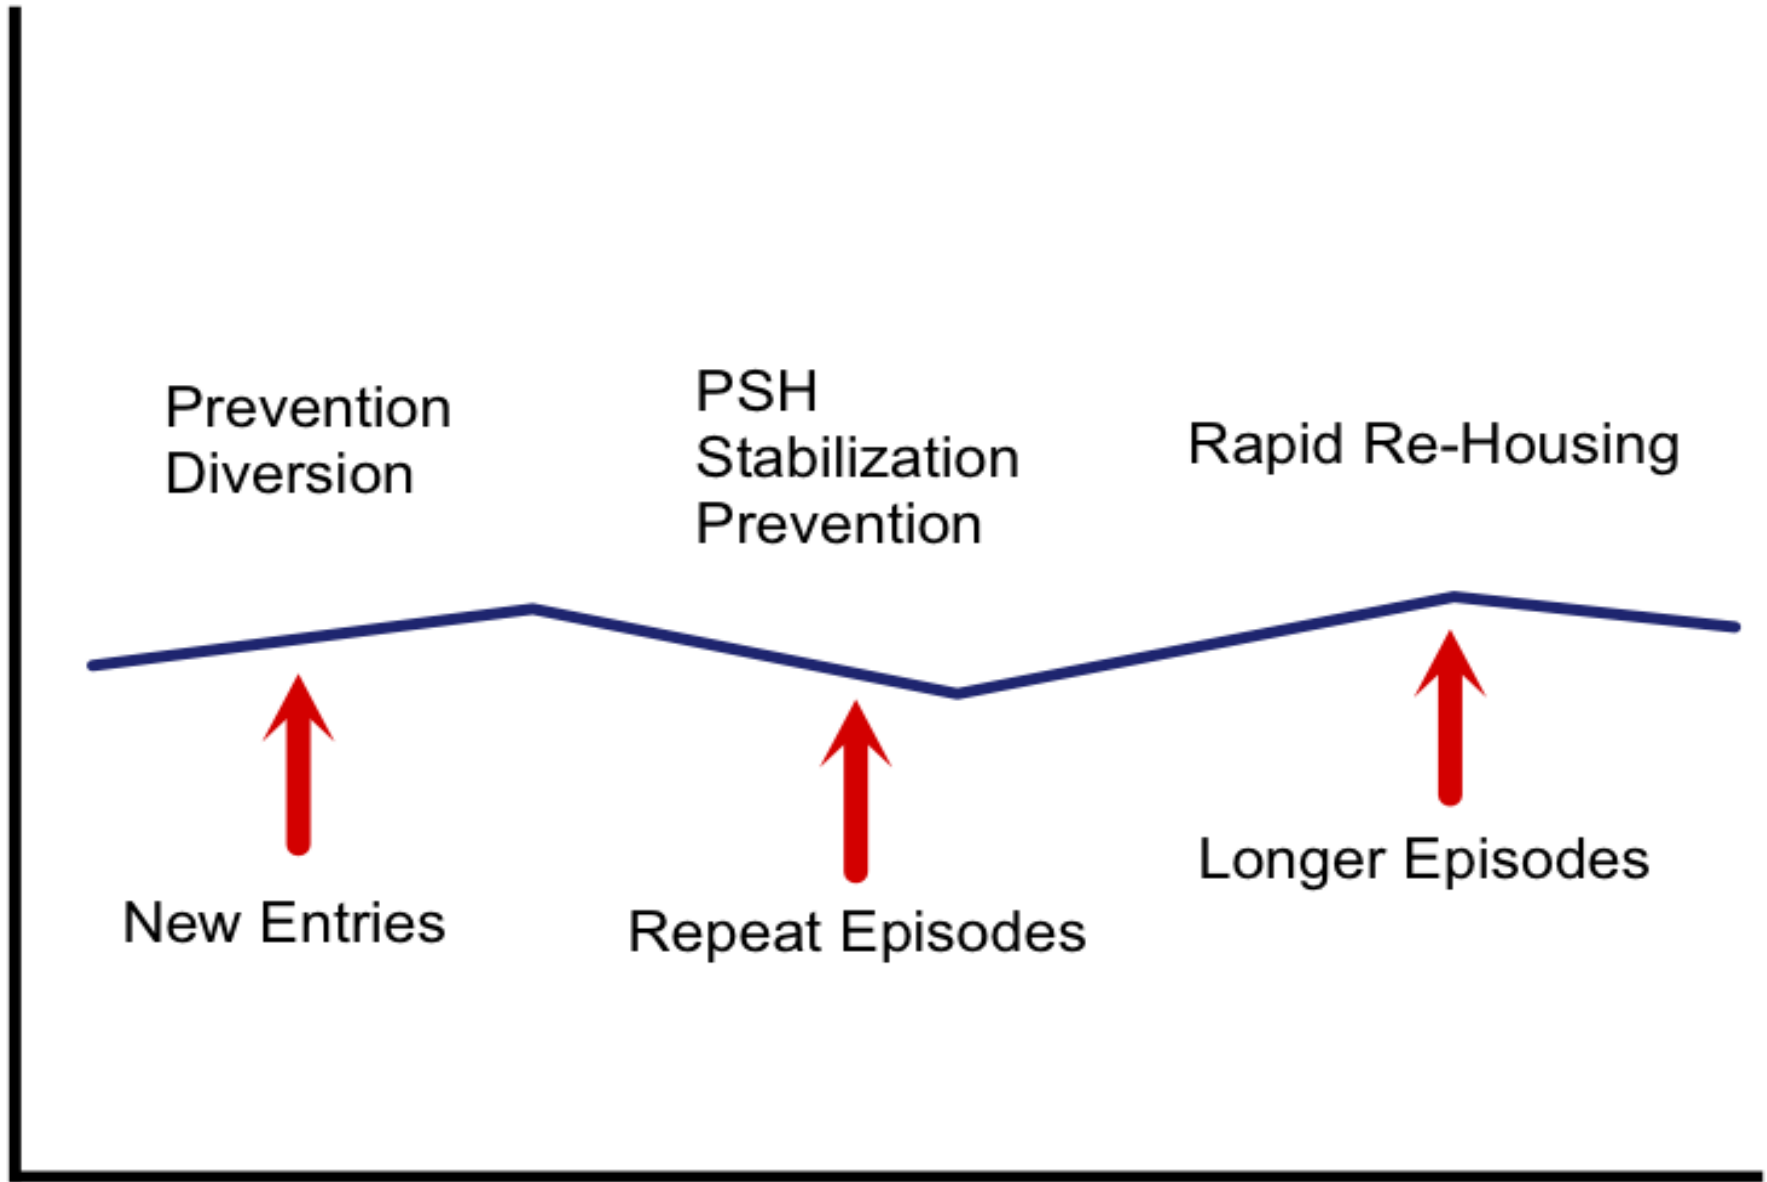 Prevention
Diversion
PSH
Stabilization
Prevention
Rapid Re-Housing
New Entries
Repeat Episodes
Longer Episodes